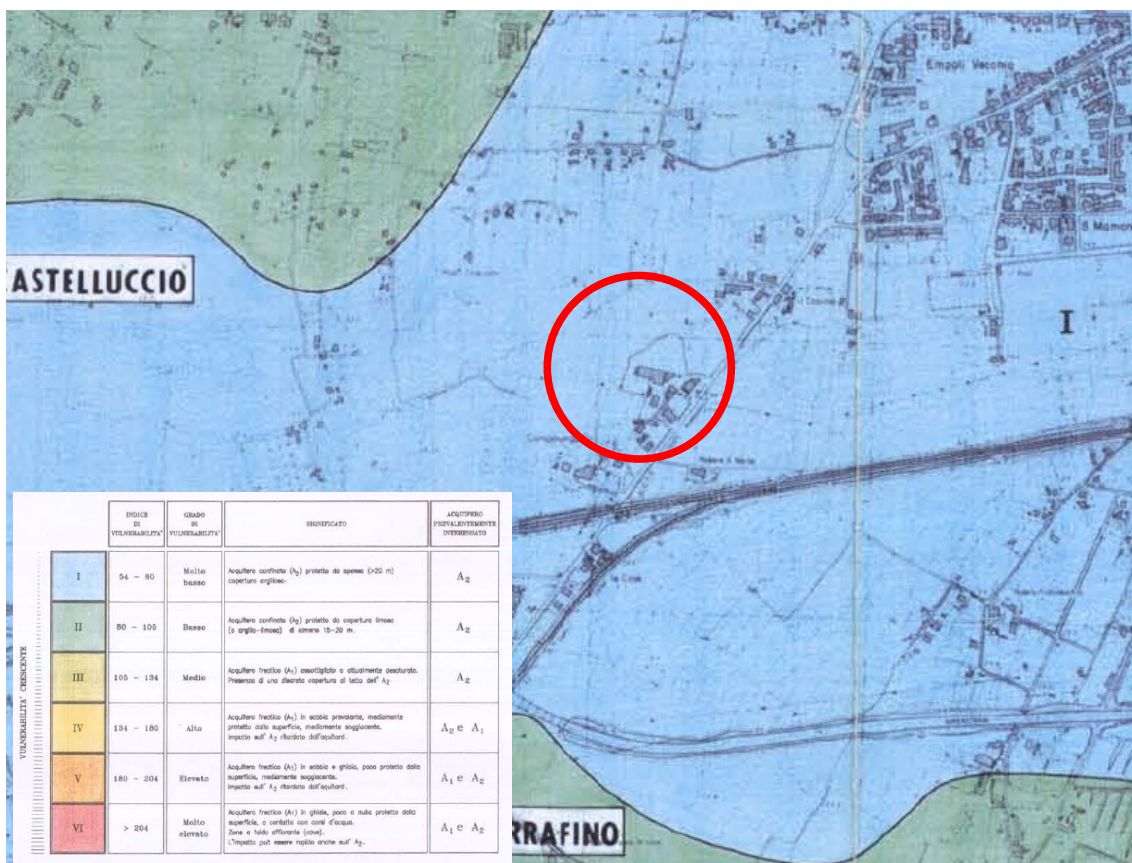 Empoli Vecchio
S Mamante
ASTELLUCCIO
I
INDICE DI VULNERABILITA'
GRADO DI VULNERABILITA'
SIGNIFICATO
ACQUIFERO PREVALENTEMENTE INTERESSATO
VULNERABILITA' CRESCENTE
I
54 - 80
Molto basso
Acquifero confinato (A2) protetto da spessa (>20 m)
copertura argillosa.
A2
II
80 - 105
Basso
Acquifero confinato (A2) protetto da copertura limosa
(o argillo-limosa) di almeno 15-20 m.
A2
III
105 - 134
Medio
Acquifero freatico (A1) assottigliato o attualmente desaturato.
Presenza di una discreta copertura al tetto dell' A2
A2
IV
134 - 180
Alto
Acquifero freatico (A1) in sabbia prevalente, mediamente
protetto dalla superficie, mediamente soggiacente.
Impatto sull' A2 ritardato dall'aquitard.
A2 e A1
V
180 - 204
Elevato
Acquifero freatico (A1) in sabbia e ghiaia, poco protetto dalla
superficie, mediamente soggiacente.
Impatto sull' A2 ritardato dall'aquitard.
A1 e A2
VI
> 204
Molto elevato
Acquifero freatico (A1) in ghiaie, poco o nulla protetto dalla
superficie, a contatto con corsi d'acqua.
Zone a falda affiorante (cave).
L'impatto può essere rapido anche sull' A2.
A1 e A2
RRAFINO